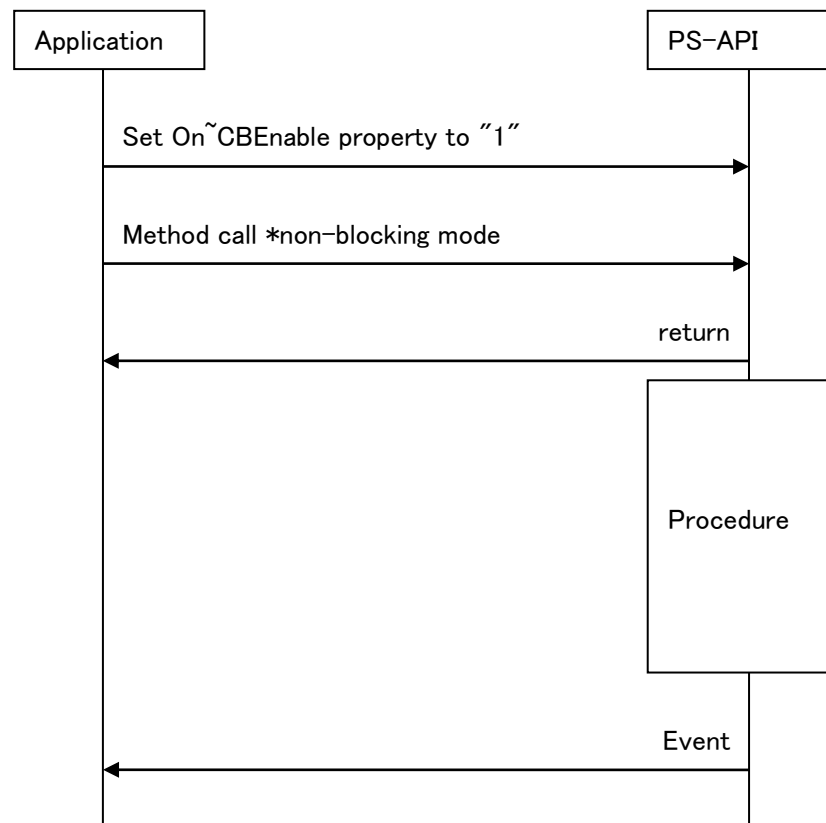 Application
PS-API
Set On~CBEnable property to "1"
Method call *non-blocking mode
return
Procedure
Event